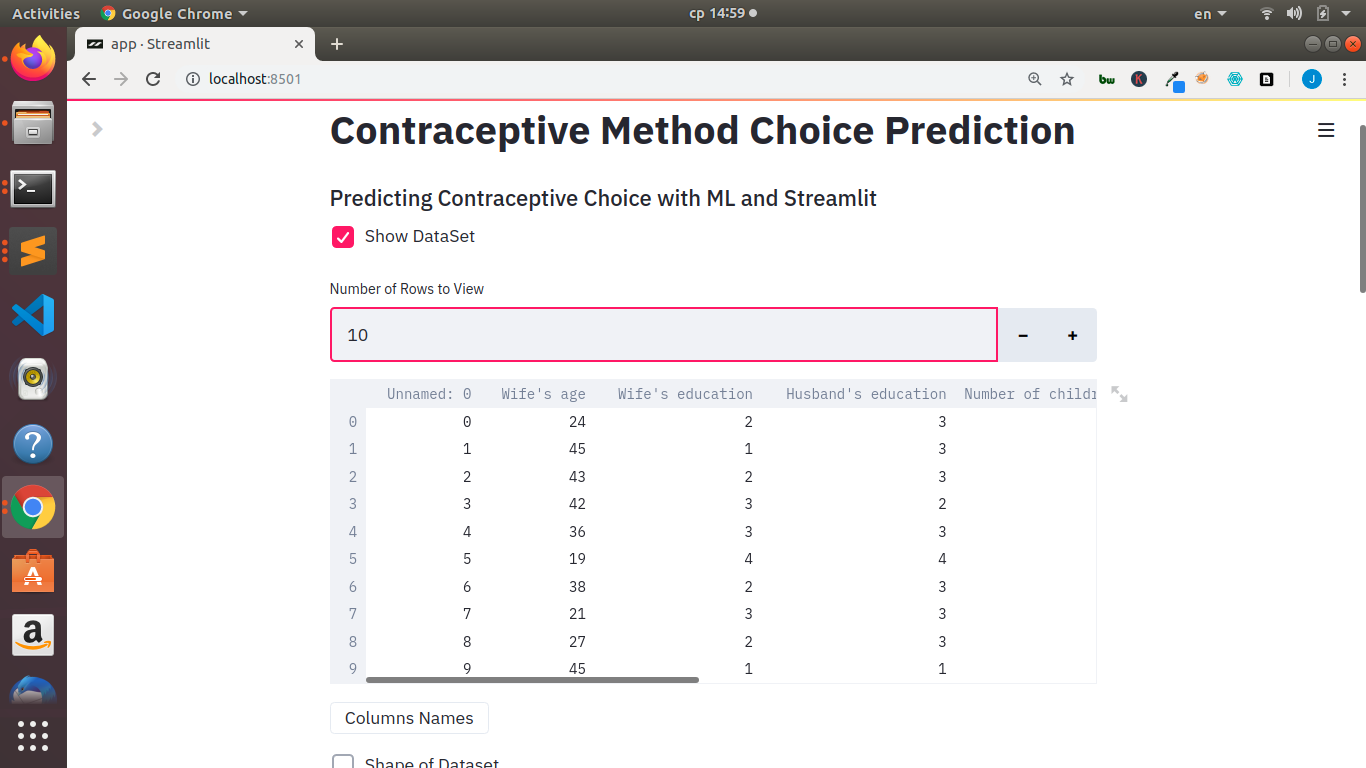 Activities Google Chrome ср 14:59 en
app · Streamlit
localhost:8501 bw K J
Contraceptive Method Choice Prediction
Predicting Contraceptive Choice with ML and Streamlit
Show DataSet
Number of Rows to View
10 - +
Unnamed: 0 Wife's age Wife's education Husband's education Number of childr
0 0 24 2 3
1 1 45 1 3
2 2 43 2 3
3 3 42 3 2
4 4 36 3 3
5 5 19 4 4
6 6 38 2 3
7 7 21 3 3
8 8 27 2 3
9 9 45 1 1
Columns Names
Shape of Dataset